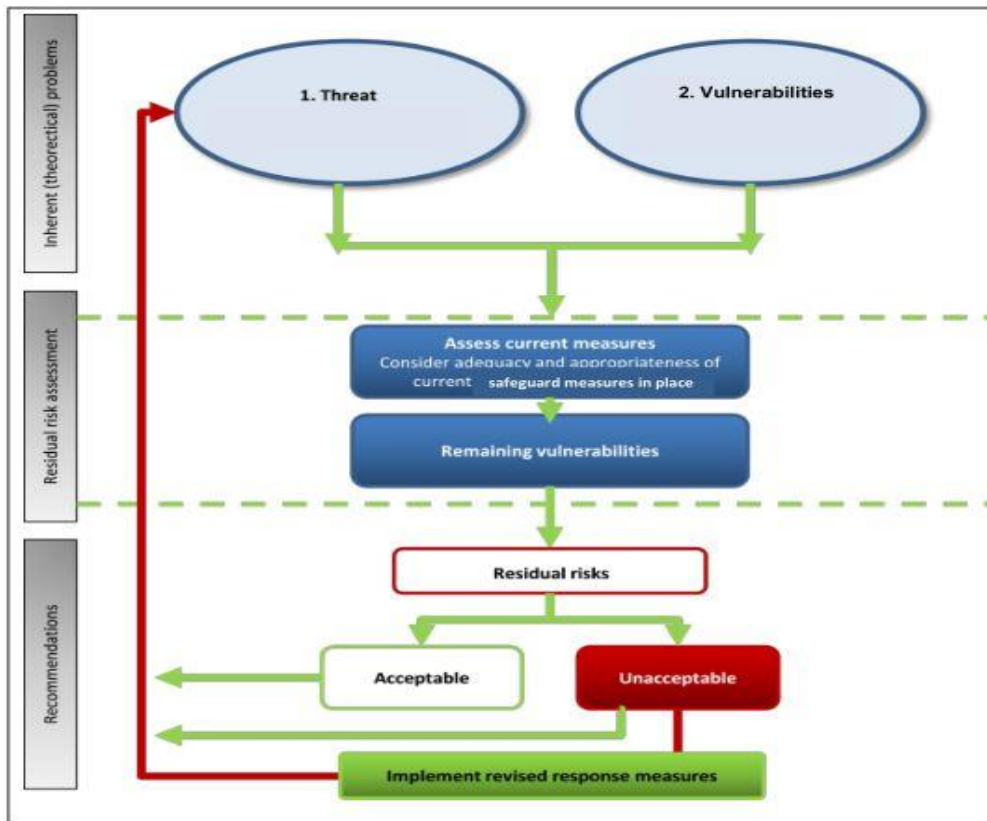 Inherent (theorectical) problems
1. Threat
2. Vulnerabilities
Residual risk assessment
Assess current measures
Consider adequacy and appropriateness of
current safeguard measures in place
Remaining vulnerabilities
Recommendations
Residual risks
Acceptable
Unacceptable
Implement revised response measures